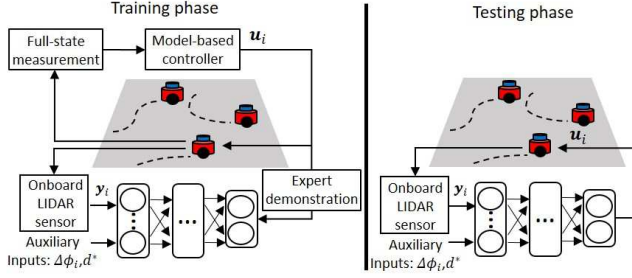 Training phase
Full-state
measurement
Model-based
controller
u_i
Expert
demonstration
Onboard
LIDAR
sensor
y_i
...
Auxiliary
Inputs: Δϕ_i,d*
Testing phase
u_i
Onboard
LIDAR
sensor
y_i
...
Auxiliary
Inputs: Δϕ_i,d*